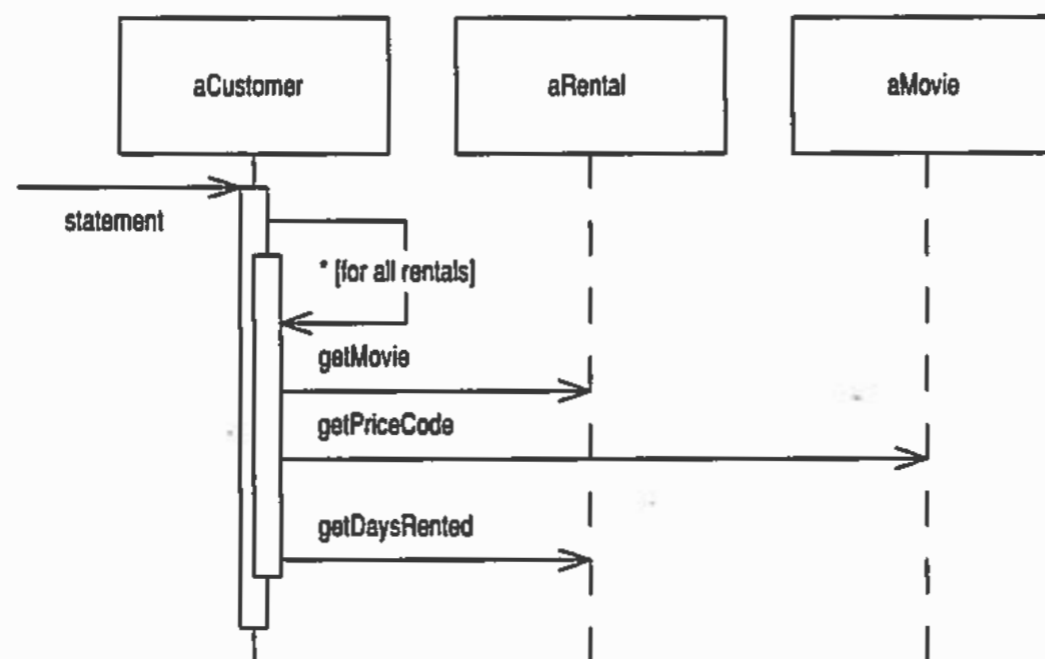 aCustomer
aRental
aMovie
statement
* [for all rentals]
getMovie
getPriceCode
getDaysRented